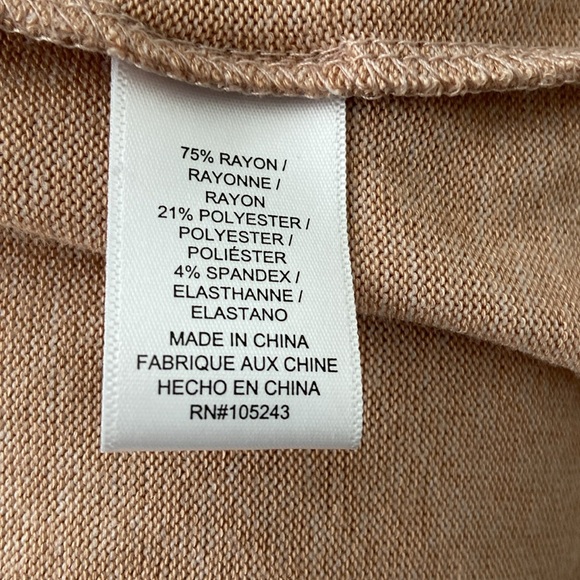 75% RAYON /
RAYONNE /
RAYON
21% POLYESTER /
POLYESTER /
POLIÉSTER
4% SPANDEX /
ELASTHANNE /
ELASTANO
MADE IN CHINA
FABRIQUE AUX CHINE
HECHO EN CHINA
RN#105243